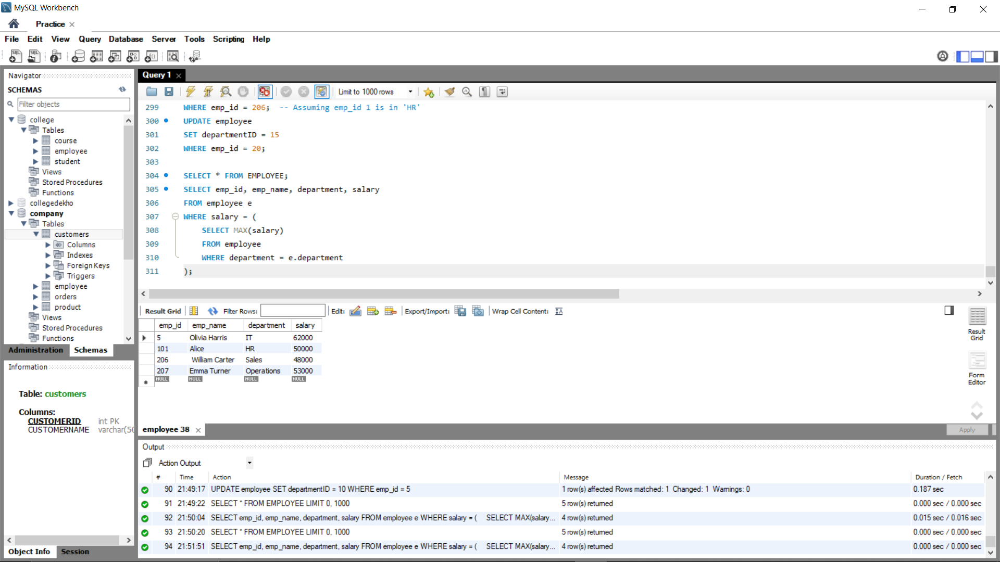 MySQL Workbench
Practice
File Edit View Query Database Server Tools Scripting Help
Navigator
SCHEMAS
Filter objects
college
Tables
course
employee
student
Views
Stored Procedures
Functions
collegedekho
company
Tables
customers
Columns
Indexes
Foreign Keys
Triggers
employee
orders
product
Views
Stored Procedures
Functions
Administration Schemas
Information
Table: customers
Columns:
CUSTOMERID int PK
CUSTOMERNAME varchar(50
Object Info Session
Query 1
Limit to 1000 rows
299 WHERE emp_id = 206; -- Assuming emp_id 1 is in 'HR'
300 UPDATE employee
301 SET departmentID = 15
302 WHERE emp_id = 20;
303
304 SELECT * FROM EMPLOYEE;
305 SELECT emp_id, emp_name, department, salary
306 FROM employee e
307 WHERE salary = (
308 SELECT MAX(salary)
309 FROM employee
310 WHERE department = e.department
311 );
Result Grid Filter Rows: Edit: Export/Import: Wrap Cell Content:
emp_id emp_name department salary
5 Olivia Harris IT 62000
101 Alice HR 50000
206 William Carter Sales 48000
207 Emma Turner Operations 53000
NULL NULL NULL NULL
Result
Grid
Form
Editor
employee 38
Apply
Output
Action Output
# Time Action Message Duration / Fetch
90 21:49:17 UPDATE employee SET departmentID = 10 WHERE emp_id = 5 1 row(s) affected Rows matched: 1 Changed: 1 Warnings: 0 0.187 sec
91 21:49:22 SELECT * FROM EMPLOYEE LIMIT 0, 1000 5 row(s) returned 0.000 sec / 0.000 sec
92 21:50:04 SELECT emp_id, emp_name, department, salary FROM employee e WHERE salary = ( SELECT MAX(salary... 4 row(s) returned 0.015 sec / 0.016 sec
93 21:50:20 SELECT * FROM EMPLOYEE LIMIT 0, 1000 5 row(s) returned 0.000 sec / 0.000 sec
94 21:51:51 SELECT emp_id, emp_name, department, salary FROM employee e WHERE salary = ( SELECT MAX(salary... 4 row(s) returned 0.000 sec / 0.000 sec